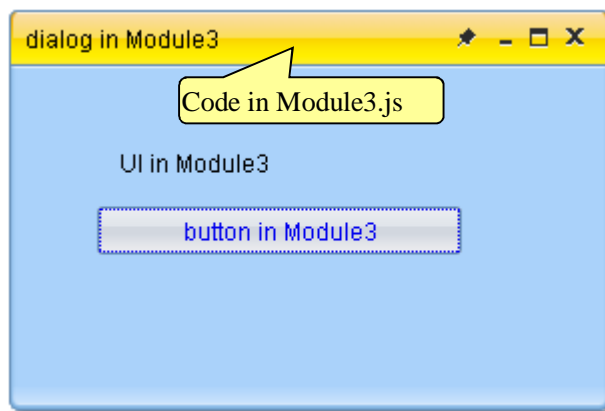 dialog in Module3
Code in Module3.js
UI in Module3
button in Module3